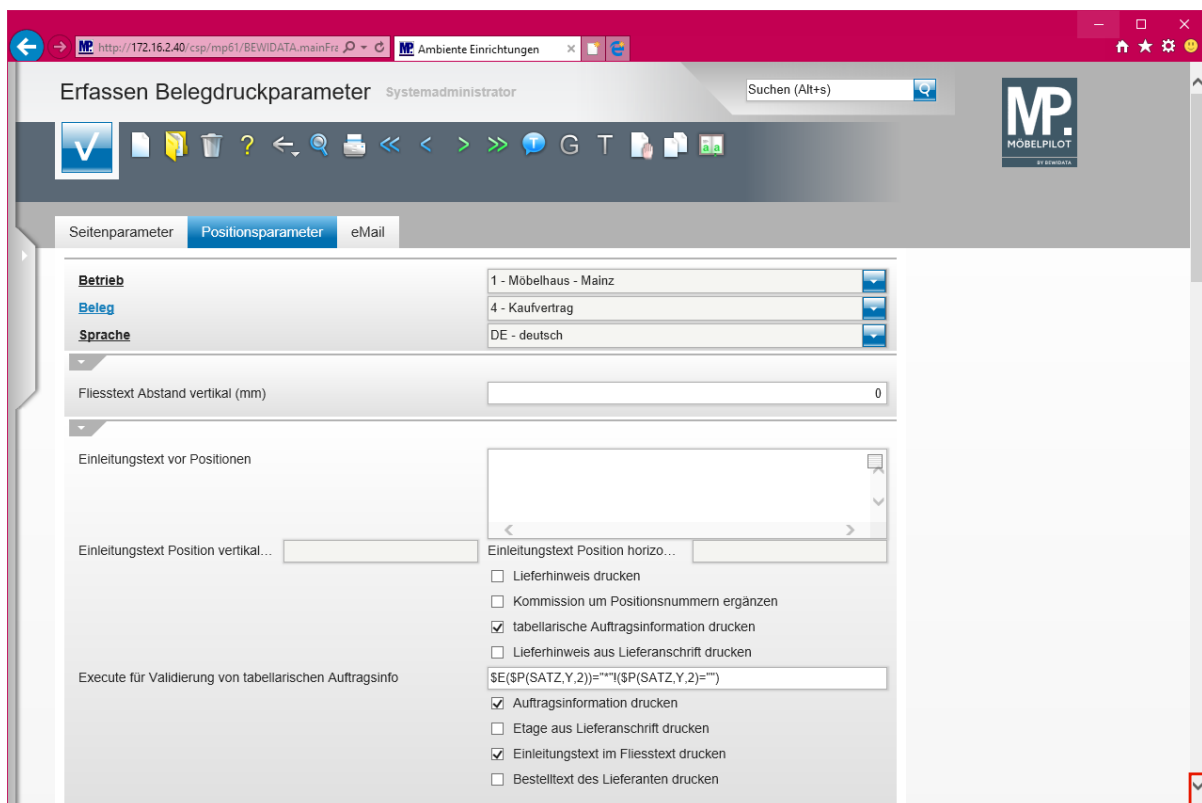 http://172.16.2.40/csp/mp61/BEWIDATA.mainFra
MP. Ambiente Einrichtungen
Erfassen Belegdruckparameter Systemadministrator
Suchen (Alt+s)
MP.
MÖBELPILOT
BY BEWIDATA
? G T
Seitenparameter Positionsparameter eMail
Betrieb 1 - Möbelhaus - Mainz
Beleg 4 - Kaufvertrag
Sprache DE - deutsch
Fliesstext Abstand vertikal (mm) 0
Einleitungstext vor Positionen
Einleitungstext Position vertikal... Einleitungstext Position horizo...
Lieferhinweis drucken
Kommission um Positionsnummern ergänzen
tabellarische Auftragsinformation drucken
Lieferhinweis aus Lieferanschrift drucken
Execute für Validierung von tabellarischen Auftragsinfo $E($P(SATZ,Y,2))="*"!($P(SATZ,Y,2)="")
Auftragsinformation drucken
Etage aus Lieferanschrift drucken
Einleitungstext im Fliesstext drucken
Bestelltext des Lieferanten drucken